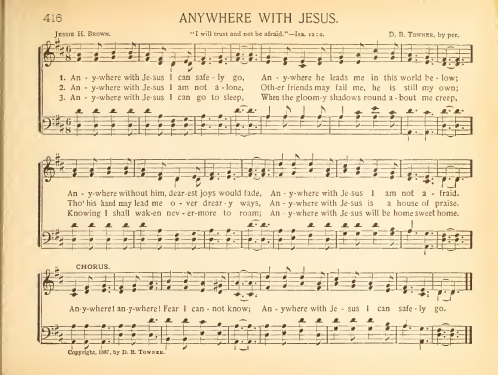 416
ANYWHERE WITH JESUS.
Jessie H. Brown.
"I will trust and not be afraid."—Isa. 12: 2.
D. B. Towner, by per.
1. An - y-where with Je-sus I can safe - ly go, An - y-where he leads me in this world be - low;
2. An - y-where with Je-sus I am not a - lone, Oth-er friends may fail me, he is still my own;
3. An - y-where with Je-sus I can go to sleep, When the gloom-y shadows round a - bout me creep,
An - y-where without him, dear-est joys would fade, An - y-where with Je-sus I am not a - fraid.
Tho' his hand may lead me o - ver drear - y ways, An - y-where with Je-sus is a house of praise.
Knowing I shall wak-en nev - er-more to roam; An - y-where with Je-sus will be home sweet home.
CHORUS.
An-y-where! an-y-where! Fear I can - not know; An - y-where with Je - sus I can safe - ly go.
Copyright, 1887, by D. B. Towner.